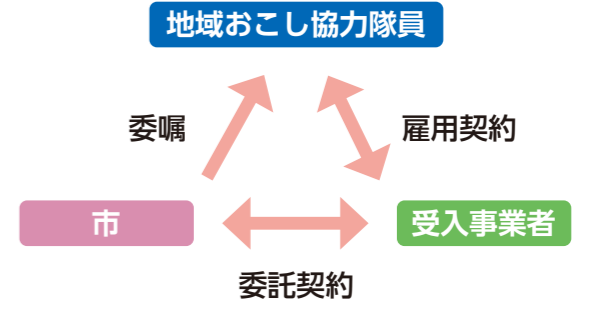 地域おこし協力隊員
委嘱
雇用契約
市
受入事業者
委託契約